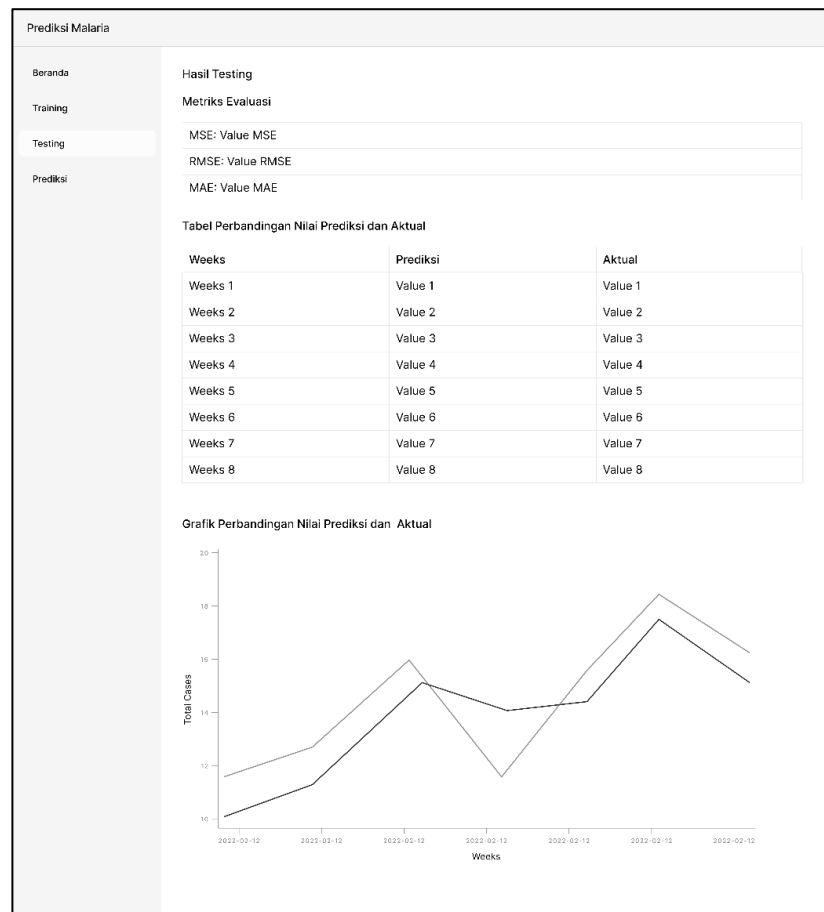 Prediksi Malaria
Beranda
Training
Testing
Prediksi
Hasil Testing
Metriks Evaluasi
MSE: Value MSE
RMSE: Value RMSE
MAE: Value MAE
Tabel Perbandingan Nilai Prediksi dan Aktual
Weeks Prediksi Aktual
Weeks 1 Value 1 Value 1
Weeks 2 Value 2 Value 2
Weeks 3 Value 3 Value 3
Weeks 4 Value 4 Value 4
Weeks 5 Value 5 Value 5
Weeks 6 Value 6 Value 6
Weeks 7 Value 7 Value 7
Weeks 8 Value 8 Value 8
Grafik Perbandingan Nilai Prediksi dan Aktual
20
18
16
14
12
10
Total Cases
2022-02-12 2022-02-12 2022-02-12 2022-02-12 2022-02-12 2022-02-12 2022-02-12
Weeks